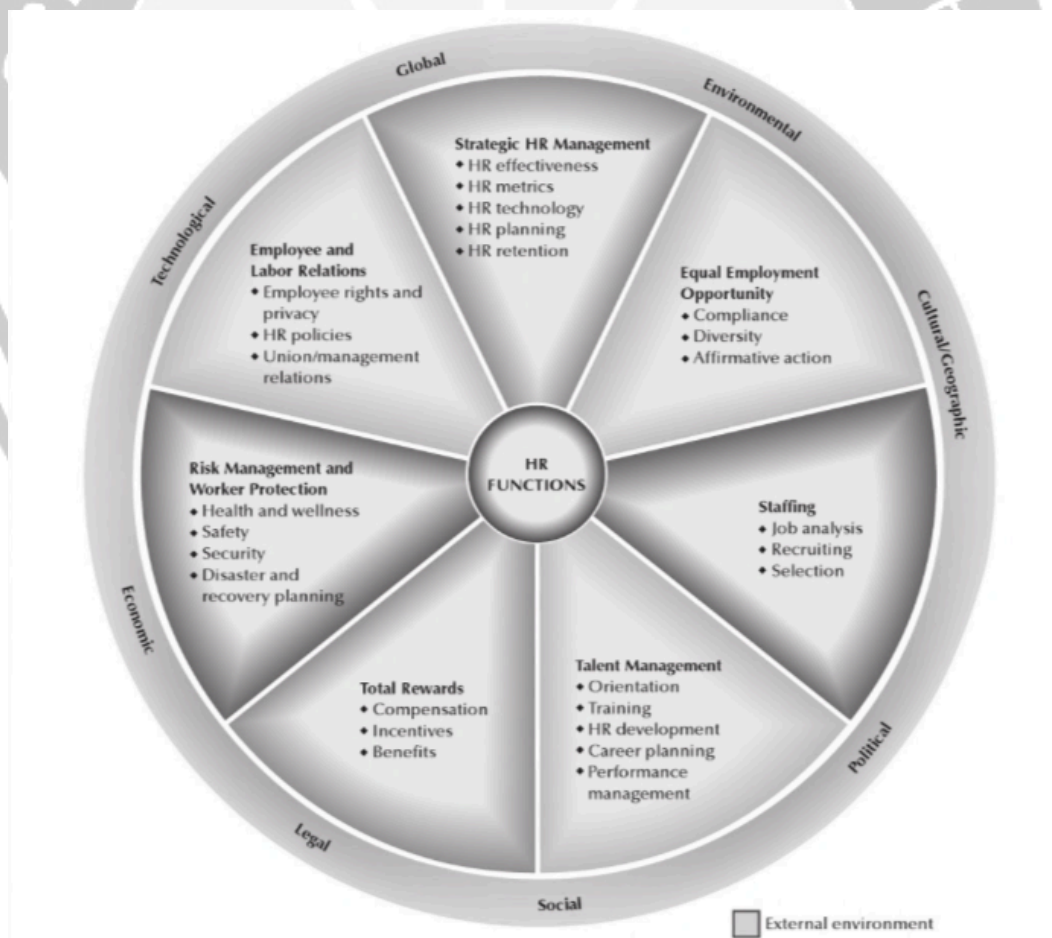 Global
Environmental
Technological
Cultural/Geographic
Economic
Political
Legal
Social
Strategic HR Management
◆ HR effectiveness
◆ HR metrics
◆ HR technology
◆ HR planning
◆ HR retention
Equal Employment
Opportunity
◆ Compliance
◆ Diversity
◆ Affirmative action
Staffing
◆ Job analysis
◆ Recruiting
◆ Selection
Talent Management
◆ Orientation
◆ Training
◆ HR development
◆ Career planning
◆ Performance
management
Total Rewards
◆ Compensation
◆ Incentives
◆ Benefits
Risk Management and
Worker Protection
◆ Health and wellness
◆ Safety
◆ Security
◆ Disaster and
recovery planning
Employee and
Labor Relations
◆ Employee rights and
privacy
◆ HR policies
◆ Union/management
relations
HR
FUNCTIONS
External environment